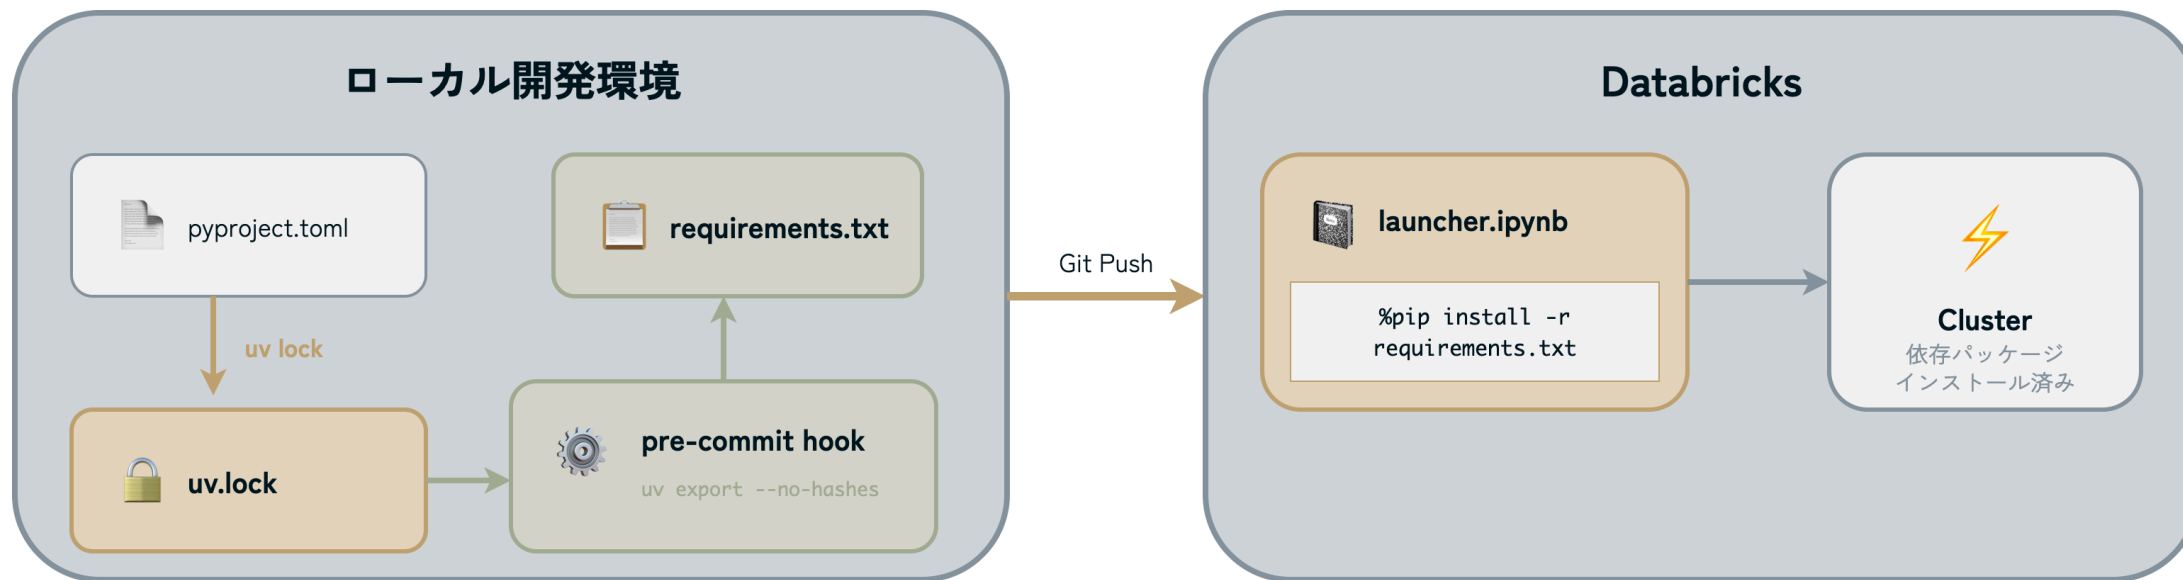 ローカル開発環境
pyproject.toml
requirements.txt
uv lock
uv.lock
pre-commit hook
uv export --no-hashes
Git Push
Databricks
launcher.ipynb
%pip install -r
requirements.txt
Cluster
依存パッケージ
インストール済み